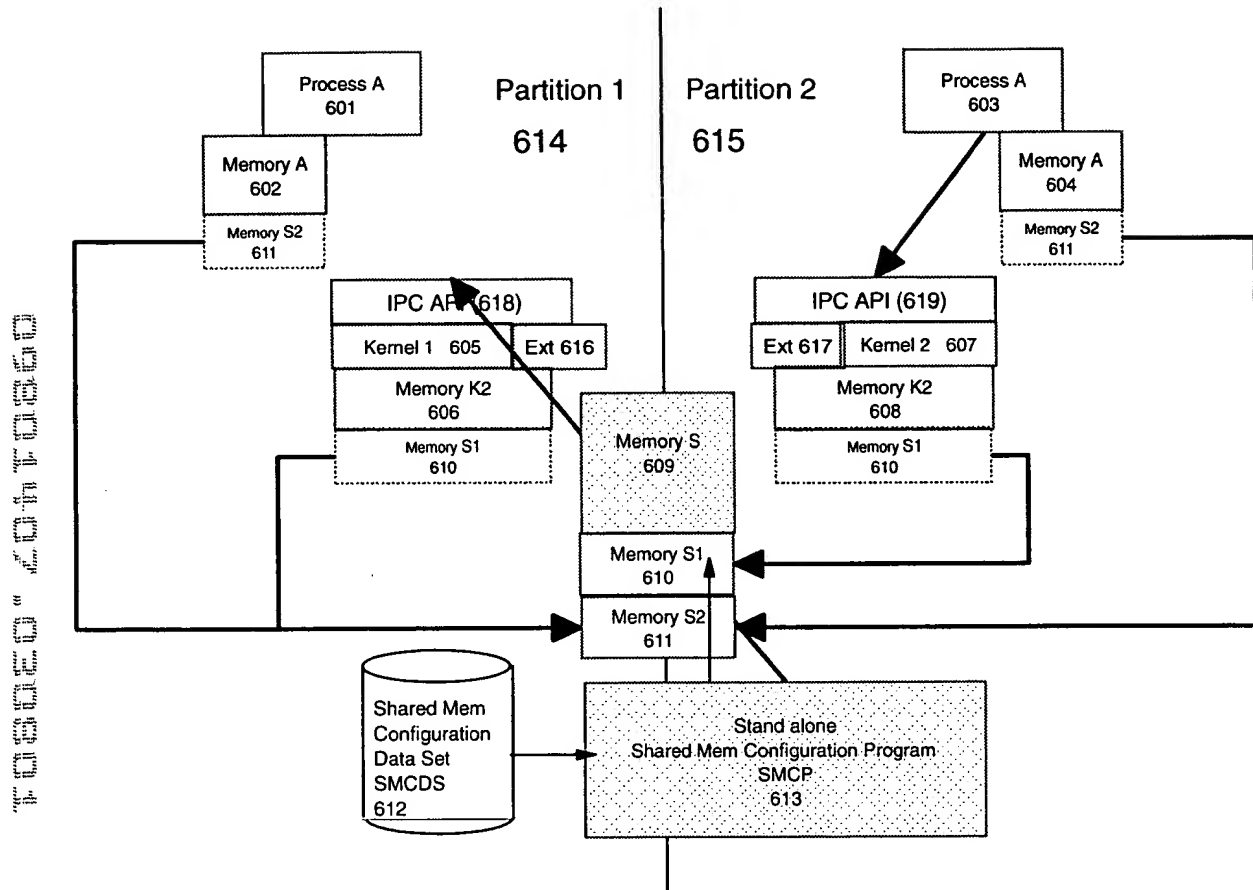 Process A
601
Partition 1
614
Partition 2
615
Process A
603
Memory A
602
Memory S2
611
Memory A
604
Memory S2
611
IPC API (618)
Kernel 1 605
Ext 616
Memory K2
606
Memory S1
610
IPC API (619)
Ext 617
Kernel 2 607
Memory K2
608
Memory S1
610
Memory S
609
Memory S1
610
Memory S2
611
Shared Mem
Configuration
Data Set
SMCDS
612
Stand alone
Shared Mem Configuration Program
SMCP
613
09801407 .030801